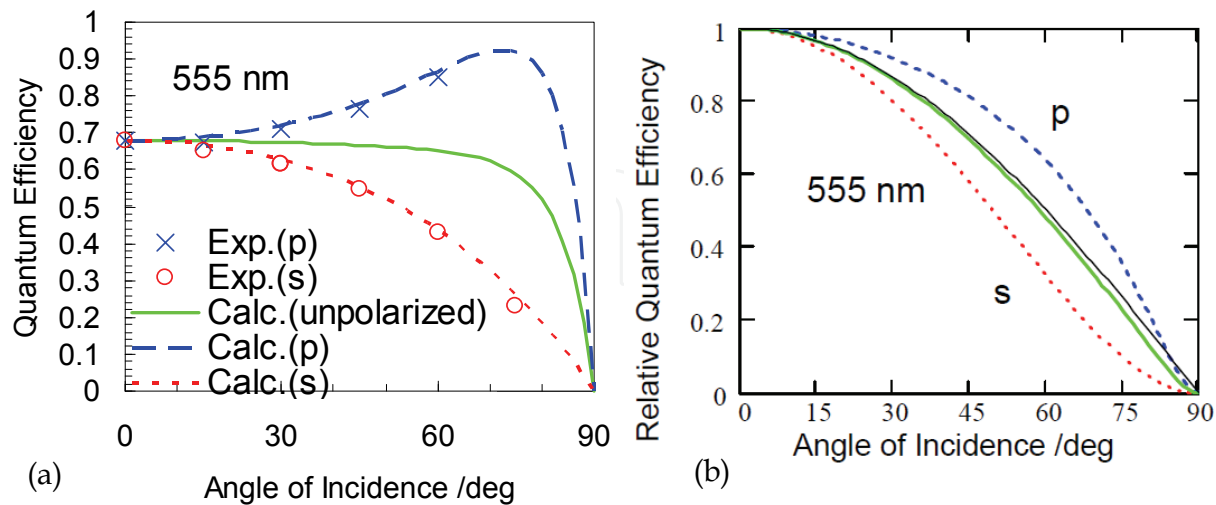 1
0.9
0.8
0.7
0.6
0.5
0.4
0.3
0.2
0.1
0
Quantum Efficiency
555 nm
Exp.(p)
Exp.(s)
Calc.(unpolarized)
Calc.(p)
Calc.(s)
0 30 60 90
Angle of Incidence /deg
(a)
1
0.8
0.6
0.4
0.2
0
Relative Quantum Efficiency
p
555 nm
s
0 15 30 45 60 75 90
Angle of Incidence /deg
(b)